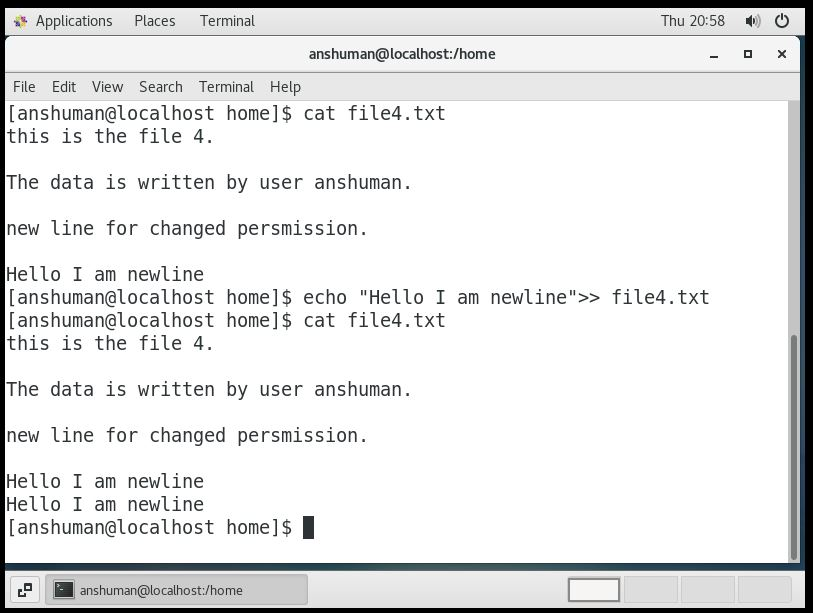 Applications Places Terminal Thu 20:58
anshuman@localhost:/home
File Edit View Search Terminal Help
[anshuman@localhost home]$ cat file4.txt
this is the file 4.
The data is written by user anshuman.
new line for changed persmission.
Hello I am newline
[anshuman@localhost home]$ echo "Hello I am newline">> file4.txt
[anshuman@localhost home]$ cat file4.txt
this is the file 4.
The data is written by user anshuman.
new line for changed persmission.
Hello I am newline
Hello I am newline
[anshuman@localhost home]$
anshuman@localhost:/home